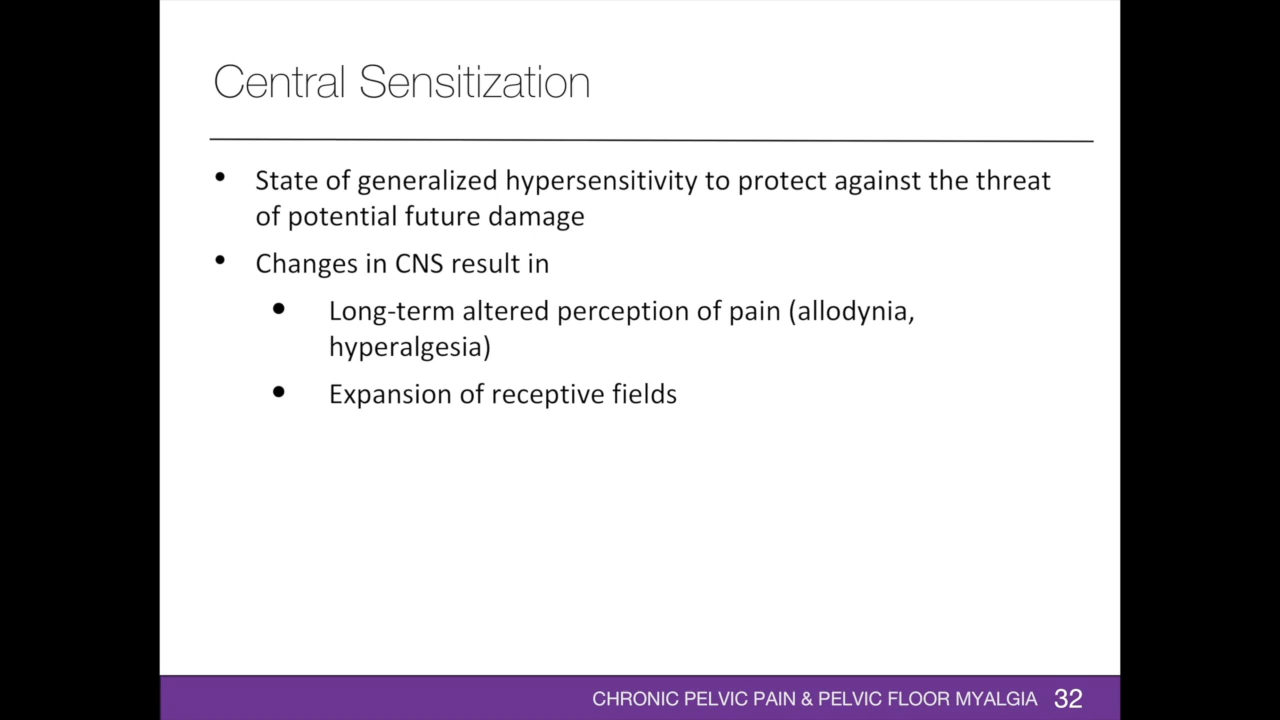 Central Sensitization
• State of generalized hypersensitivity to protect against the threat
of potential future damage
• Changes in CNS result in
• Long-term altered perception of pain (allodynia,
hyperalgesia)
• Expansion of receptive fields
CHRONIC PELVIC PAIN & PELVIC FLOOR MYALGIA 32